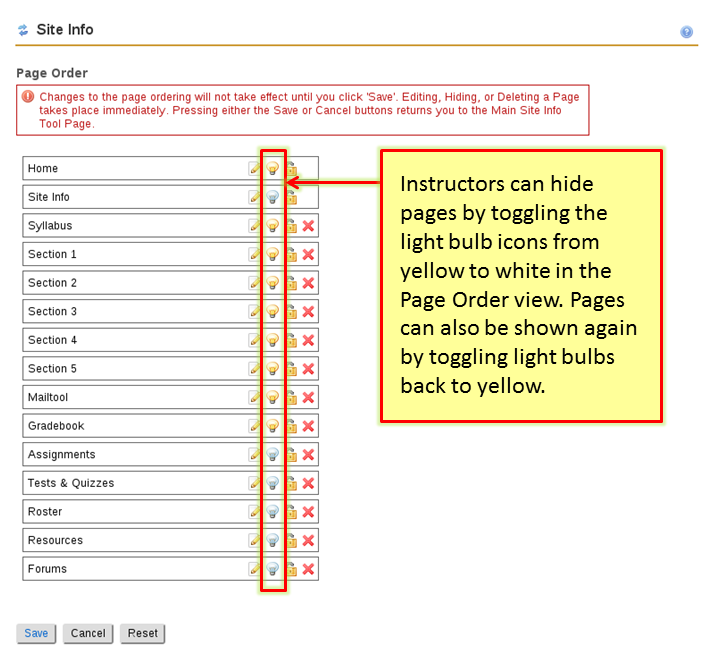 Site Info
Page Order
Changes to the page ordering will not take effect until you click 'Save'. Editing, Hiding, or Deleting a Page
takes place immediately. Pressing either the Save or Cancel buttons returns you to the Main Site Info
Tool Page.
Home
Site Info
Syllabus
Section 1
Section 2
Section 3
Section 4
Section 5
Mailtool
Gradebook
Assignments
Tests & Quizzes
Roster
Resources
Forums
Instructors can hide
pages by toggling the
light bulb icons from
yellow to white in the
Page Order view. Pages
can also be shown again
by toggling light bulbs
back to yellow.
Save Cancel Reset